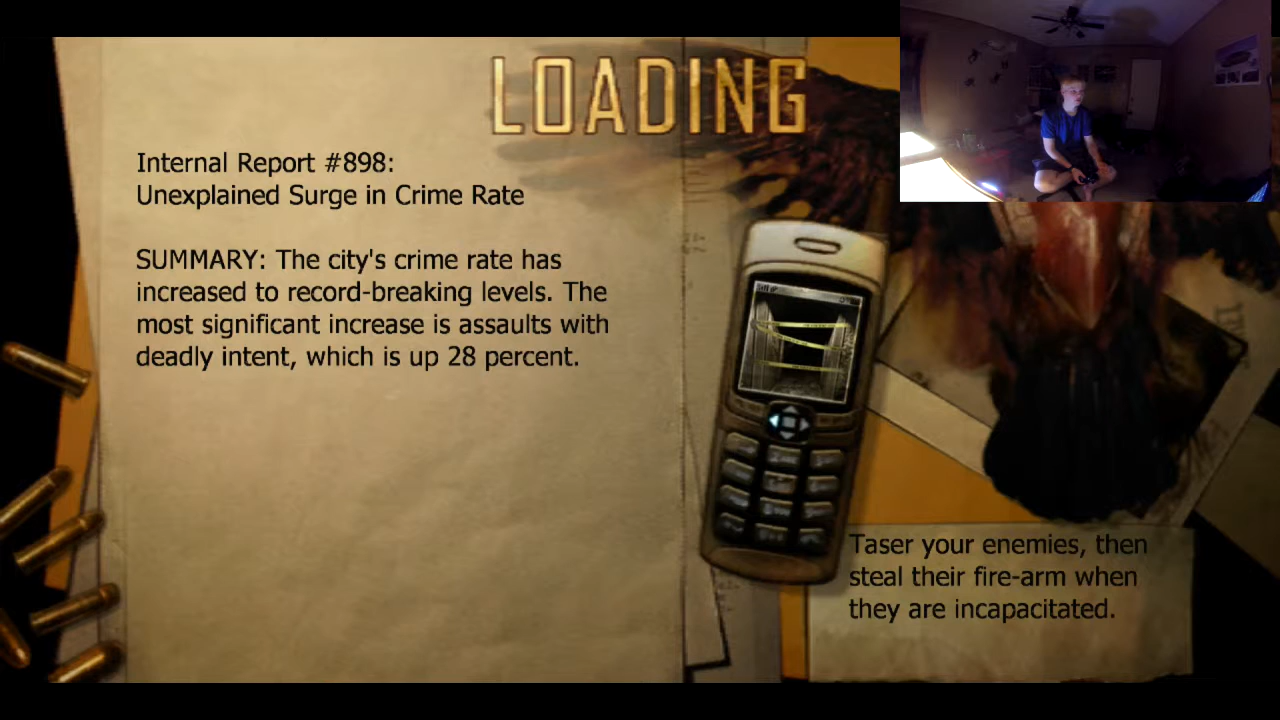 LOADING
Internal Report #898:
Unexplained Surge in Crime Rate
SUMMARY: The city's crime rate has
increased to record-breaking levels. The
most significant increase is assaults with
deadly intent, which is up 28 percent.
Taser your enemies, then
steal their fire-arm when
they are incapacitated.